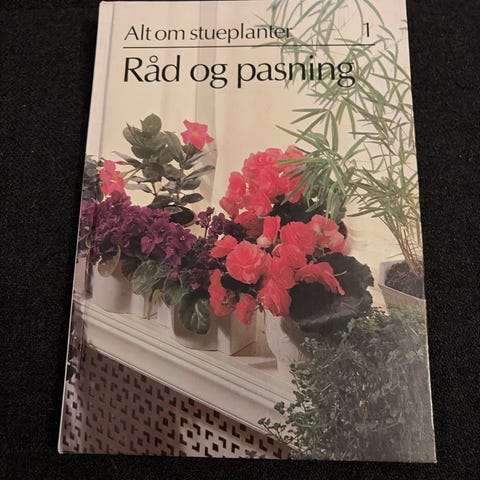 Alt om stueplanter 1
Råd og pasning